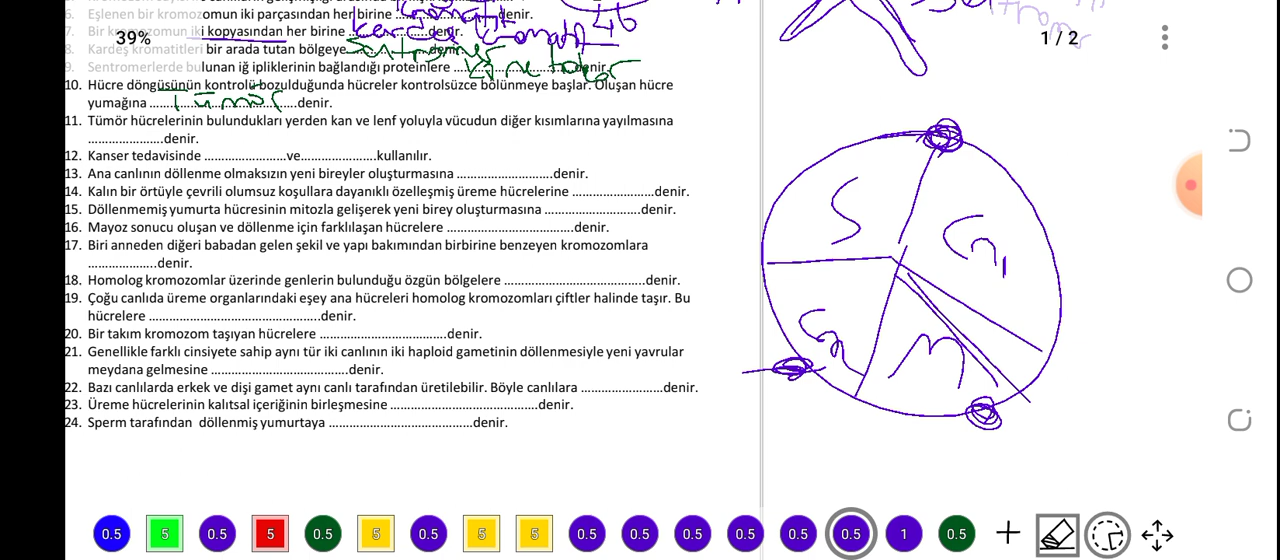 6. Eşlenen bir kromozomun iki parçasından her birine ........denir.
Kromatit
46
7. Bir kromozomun iki kopyasından her birine ........denir.
kardeş kromatit
39%
1 / 2
8. Kardeş kromatitleri bir arada tutan bölgeye........denir.
Sentromer
9. Sentromerlerde bulunan iğ ipliklerinin bağlandığı proteinlere ........denir.
Kinetokor
10. Hücre döngüsünün kontrolü bozulduğunda hücreler kontrolsüzce bölünmeye başlar. Oluşan hücre
yumağına ........denir.
Tümör
11. Tümör hücrelerinin bulundukları yerden kan ve lenf yoluyla vücudun diğer kısımlarına yayılmasına
........denir.
12. Kanser tedavisinde ........ve........kullanılır.
13. Ana canlının döllenme olmaksızın yeni bireyler oluşturmasına ........denir.
14. Kalın bir örtüyle çevrili olumsuz koşullara dayanıklı özelleşmiş üreme hücrelerine ........denir.
15. Döllenmemiş yumurta hücresinin mitozla gelişerek yeni birey oluşturmasına ........denir.
16. Mayoz sonucu oluşan ve döllenme için farklılaşan hücrelere ........denir.
17. Biri anneden diğeri babadan gelen şekil ve yapı bakımından birbirine benzeyen kromozomlara
........denir.
18. Homolog kromozomlar üzerinde genlerin bulunduğu özgün bölgelere ........denir.
19. Çoğu canlıda üreme organlarındaki eşey ana hücreleri homolog kromozomları çiftler halinde taşır. Bu
hücrelere ........denir.
20. Bir takım kromozom taşıyan hücrelere ........denir.
21. Genellikle farklı cinsiyete sahip aynı tür iki canlının iki haploid gametinin döllenmesiyle yeni yavrular
meydana gelmesine ........denir.
22. Bazı canlılarda erkek ve dişi gamet aynı canlı tarafından üretilebilir. Böyle canlılara ........denir.
23. Üreme hücrelerinin kalıtsal içeriğinin birleşmesine ........denir.
24. Sperm tarafından döllenmiş yumurtaya ........denir.
S
G1
G2
M
0.5 5 0.5 5 0.5 5 0.5 5 5 0.5 0.5 0.5 0.5 0.5 0.5 1 0.5